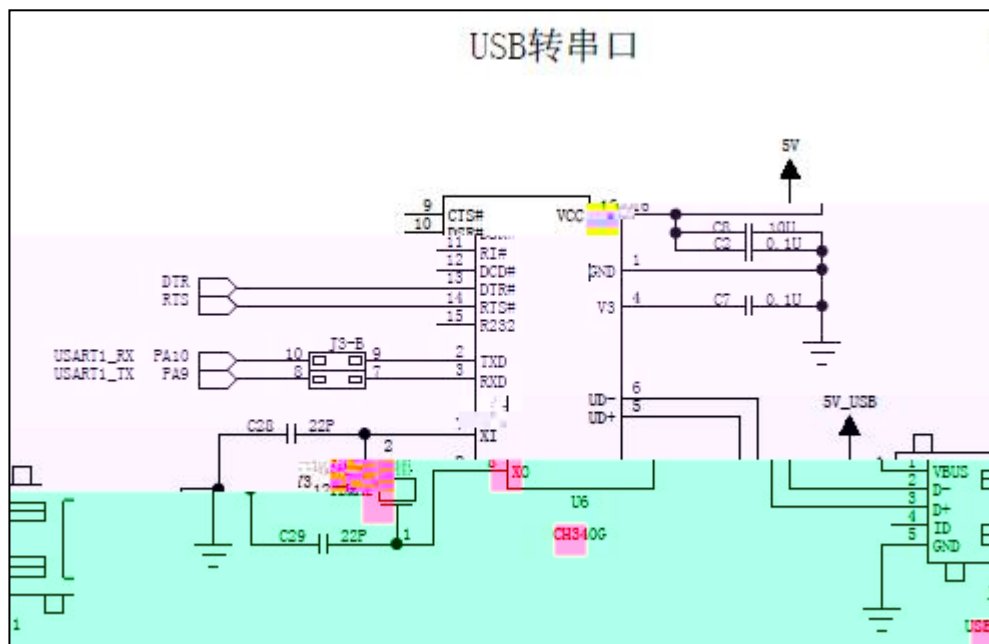 USB转串口
5V
9 CTS# VCC
10 DSR# C8 10U
11 RI# C2 0.1U
12 DCD# GND 1
DTR 13 DTR#
RTS 14 RTS# V3 4 C7 0.1U
15 R232
J3-B
USART1_RX PA10 10 9 2 TXD
USART1_TX PA9 8 7 3 RXD
UD- 6
UD+ 5
5V_USB
C28 22P XI
2
XO
1 VBUS
2 D-
3 D+
4 ID
5 GND
U6
C29 22P 1 CH340G
1
USB